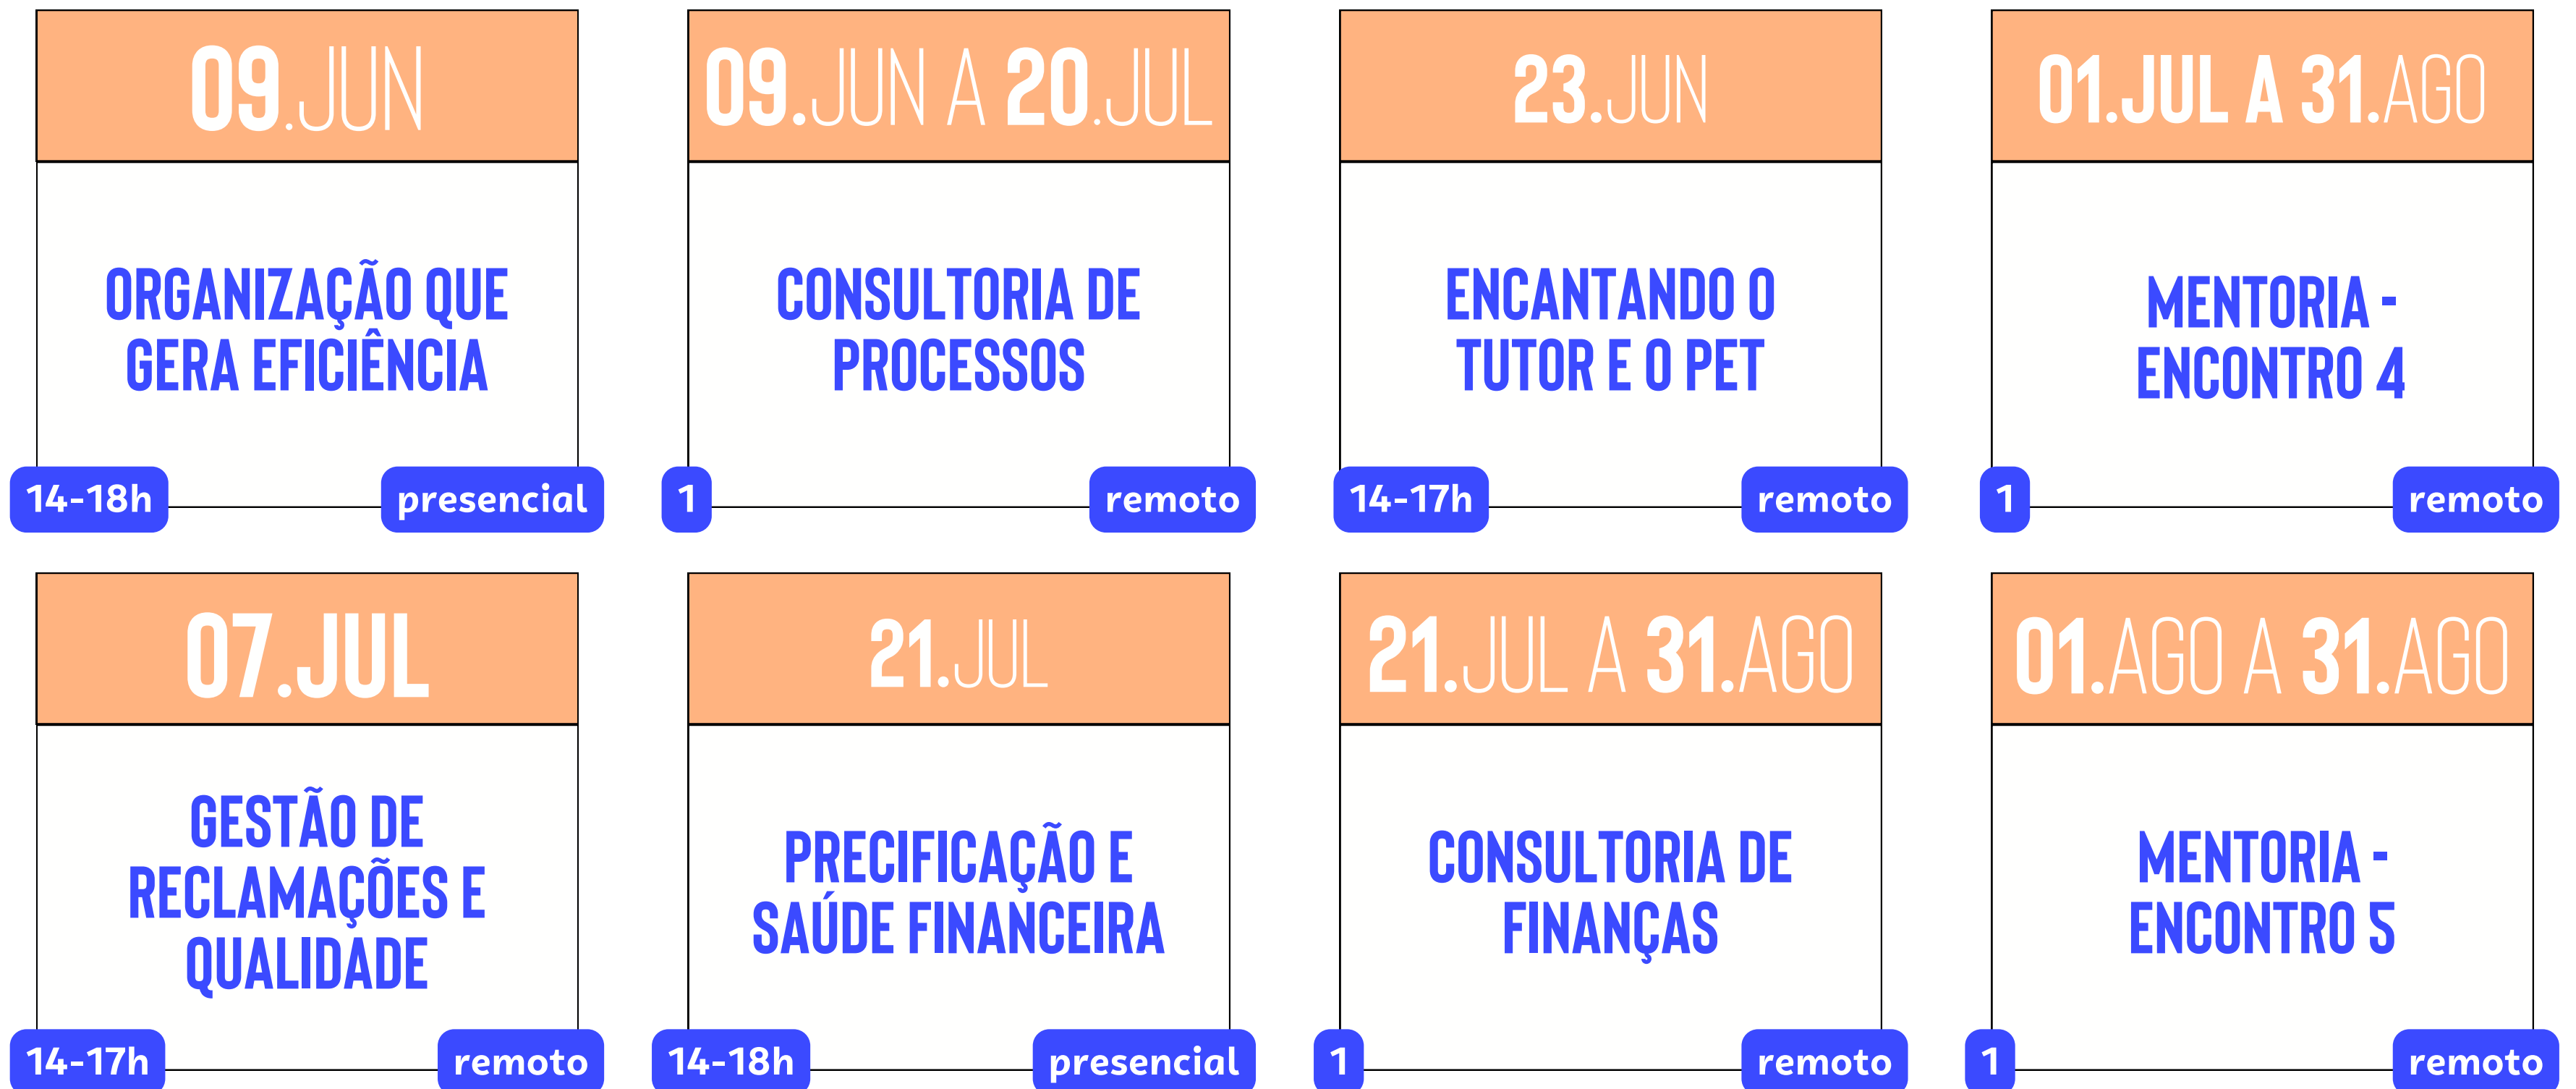 09.JUN
ORGANIZAÇÃO QUE
GERA EFICIÊNCIA
14-18h
presencial
09.JUN A 20.JUL
CONSULTORIA DE
PROCESSOS
1
remoto
23.JUN
ENCANTANDO O
TUTOR E O PET
14-17h
remoto
01.JUL A 31.AGO
MENTORIA -
ENCONTRO 4
1
remoto
07.JUL
GESTÃO DE
RECLAMAÇÕES E
QUALIDADE
14-17h
remoto
21.JUL
PRECIFICAÇÃO E
SAÚDE FINANCEIRA
14-18h
presencial
21.JUL A 31.AGO
CONSULTORIA DE
FINANÇAS
1
remoto
01.AGO A 31.AGO
MENTORIA -
ENCONTRO 5
1
remoto